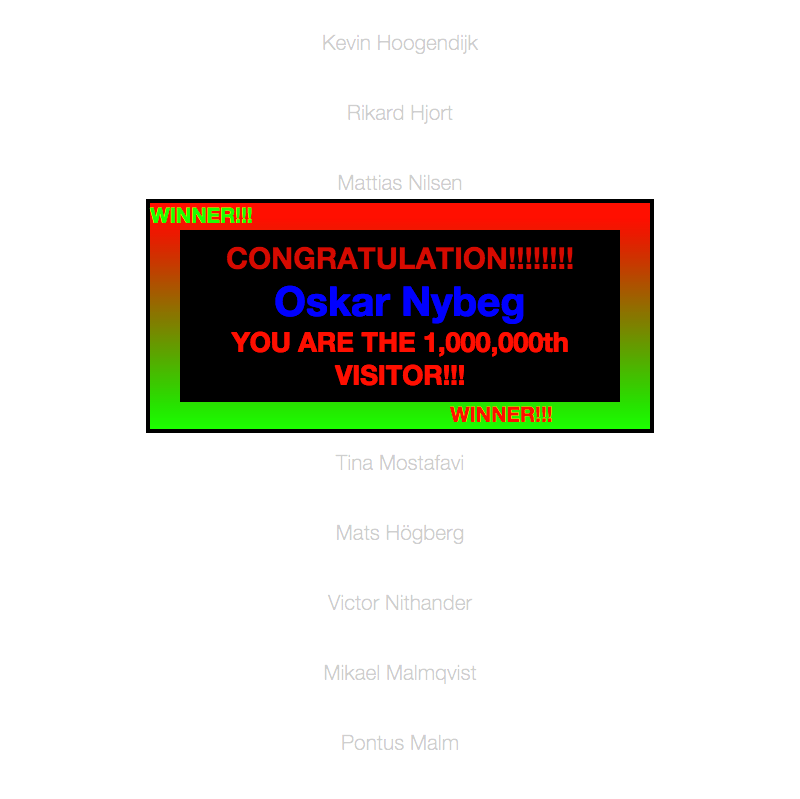 Kevin Hoogendijk
Rikard Hjort
Mattias Nilsen
WINNER!!!
CONGRATULATION!!!!!!!!
Oskar Nybeg
YOU ARE THE 1,000,000th
VISITOR!!!
WINNER!!!
Tina Mostafavi
Mats Högberg
Victor Nithander
Mikael Malmqvist
Pontus Malm